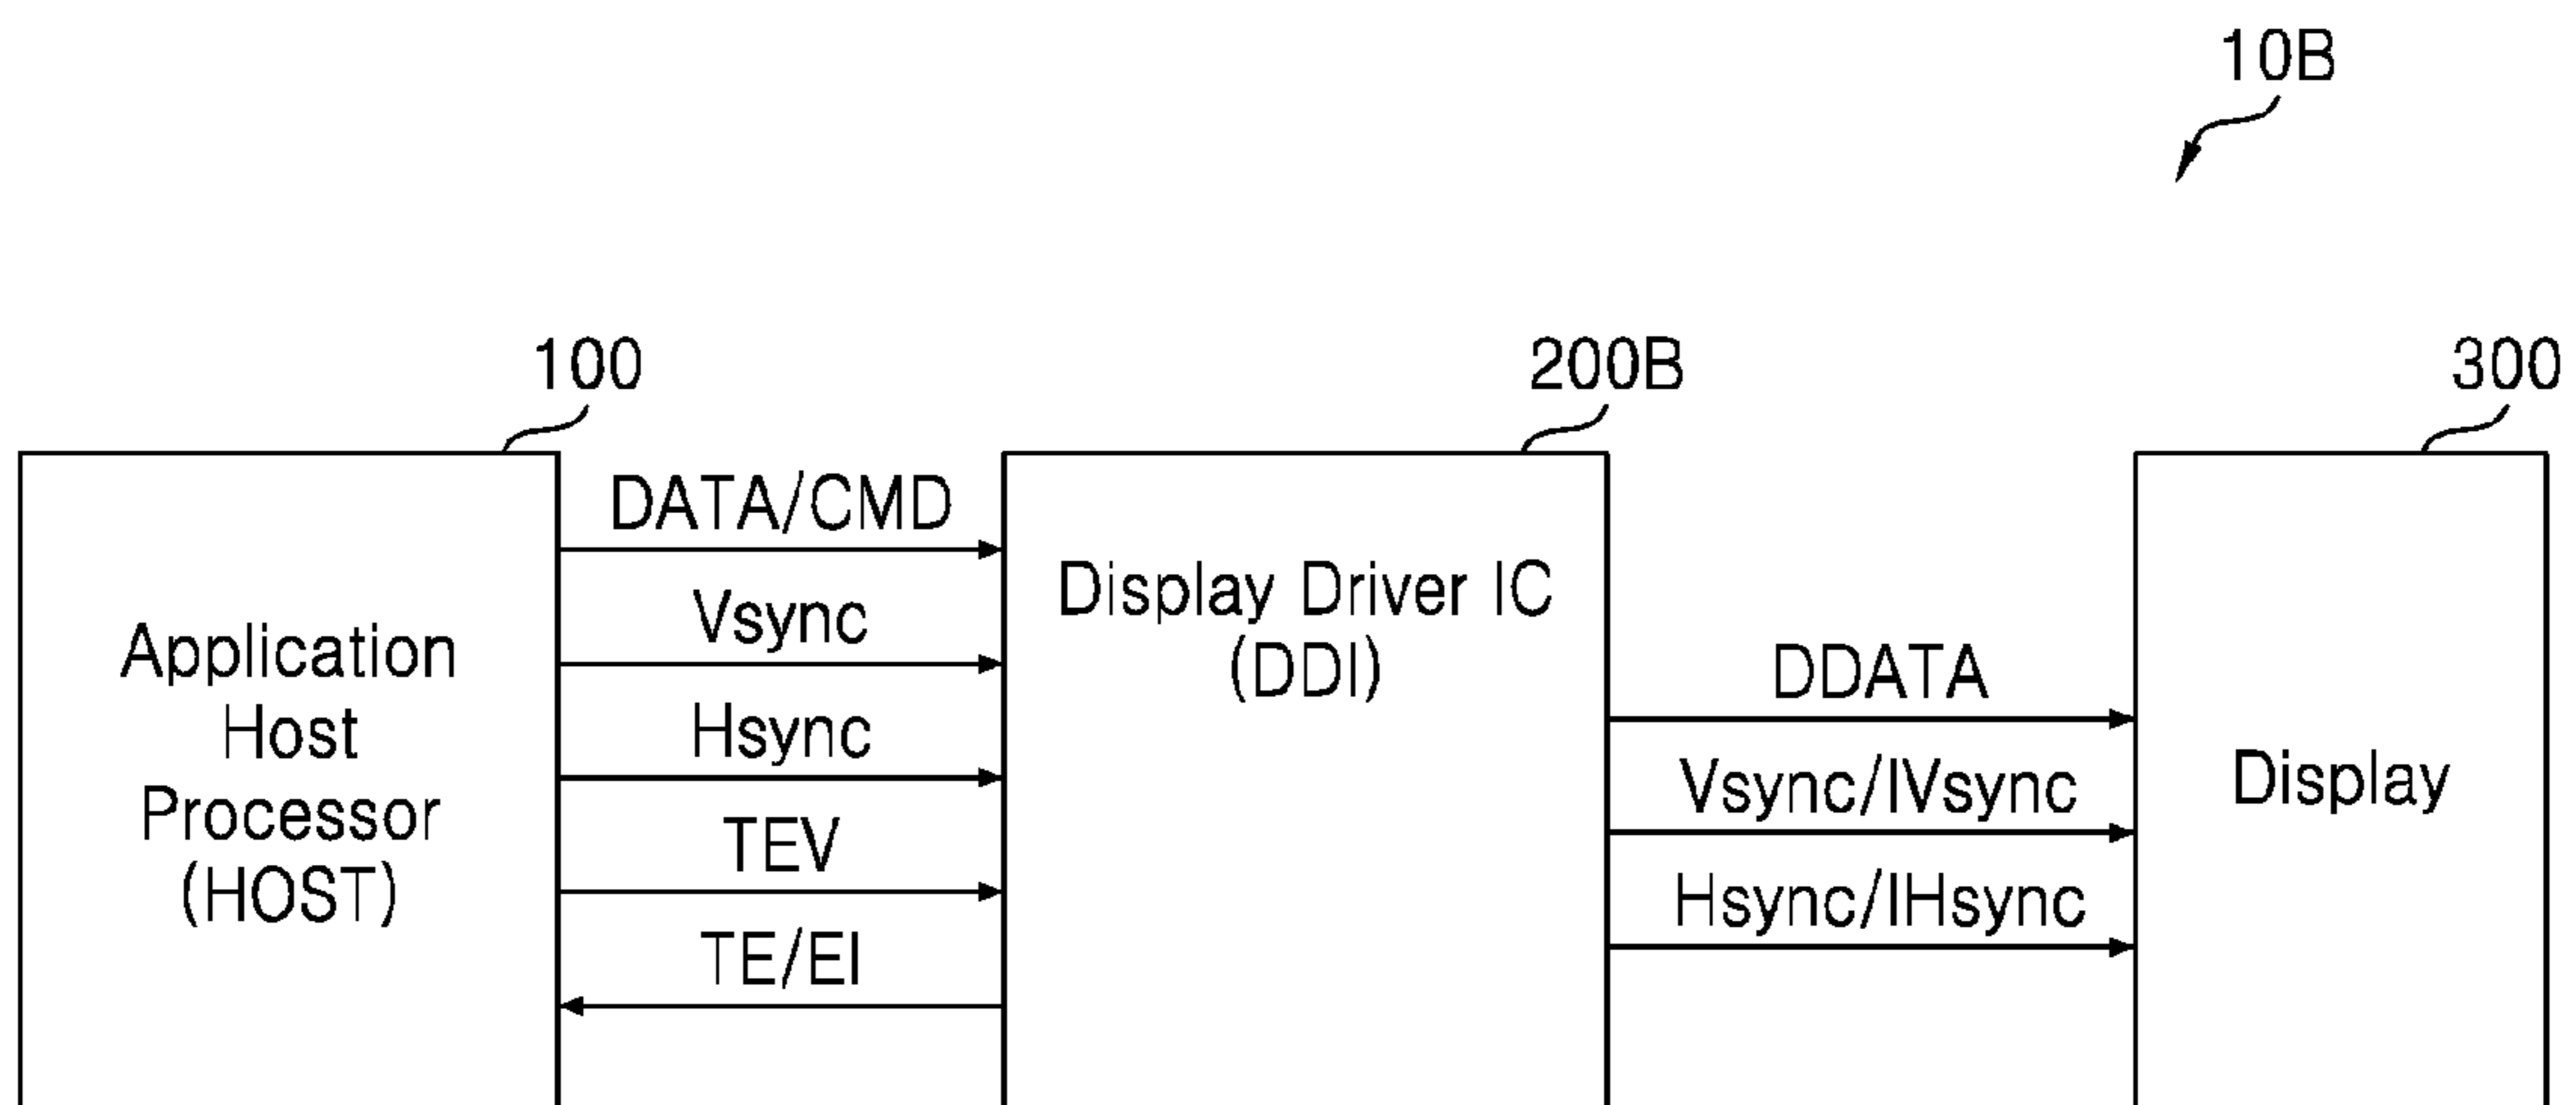 10B
100
200B
300
DATA/CMD
Vsync
Hsync
TEV
TE/EI
Application
Host
Processor
(HOST)
Display Driver IC
(DDI)
DDATA
Vsync/IVsync
Hsync/IHsync
Display